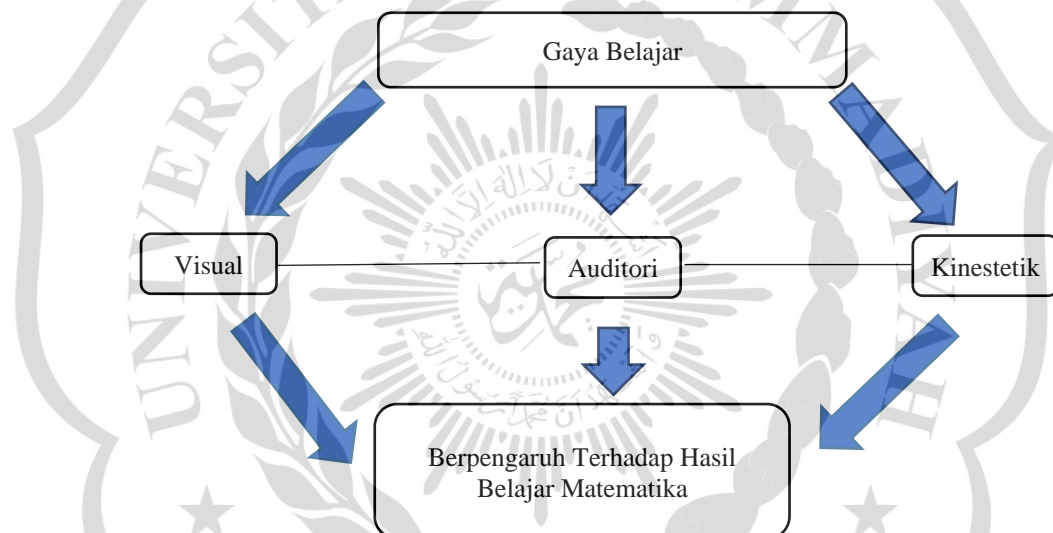 Gaya Belajar
Visual
Auditori
Kinestetik
Berpengaruh Terhadap Hasil
Belajar Matematika